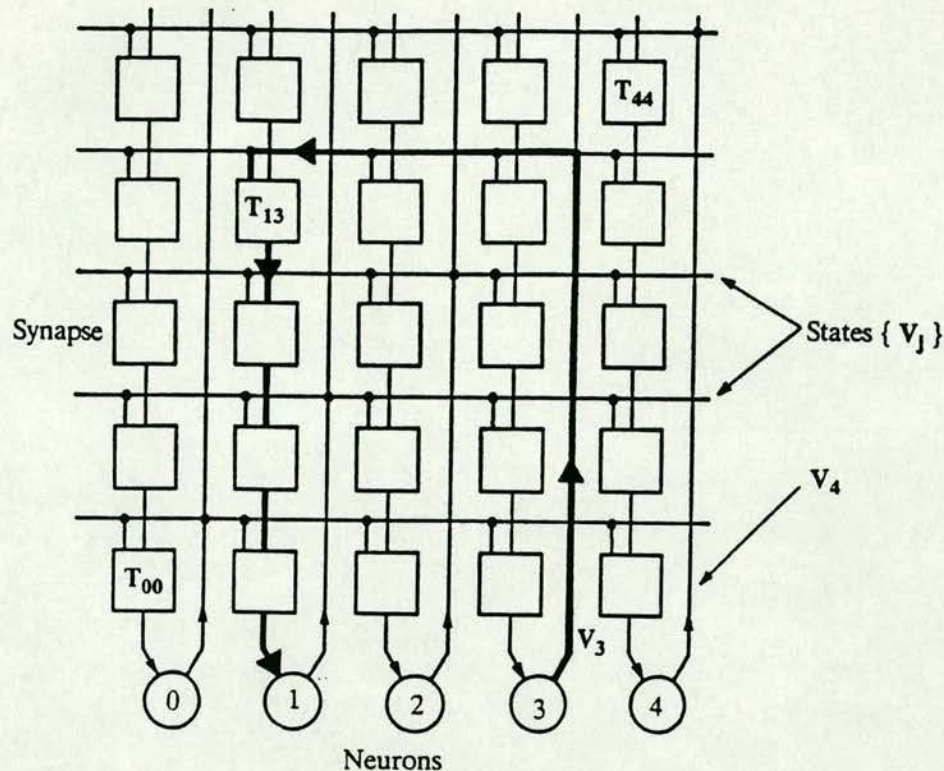 T44
T13
Synapse
States { VJ }
V4
T00
V3
0 1 2 3 4
Neurons